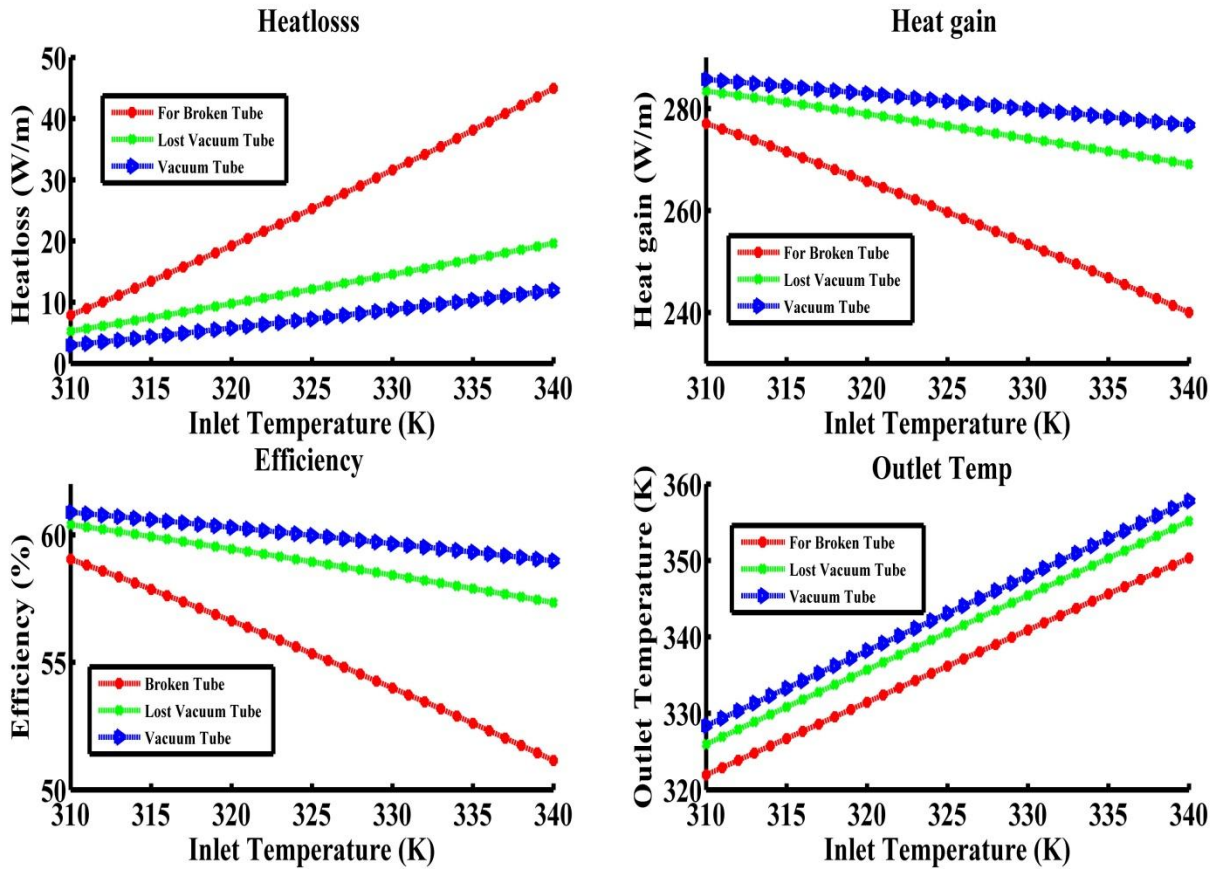 Heatlosss
50
40
30
20
10
0
Heatloss (W/m)
For Broken Tube
Lost Vacuum Tube
Vacuum Tube
310 315 320 325 330 335 340
Inlet Temperature (K)
Heat gain
280
260
240
Heat gain (W/m)
For Broken Tube
Lost Vacuum Tube
Vacuum Tube
310 315 320 325 330 335 340
Inlet Temperature (K)
Efficiency
60
55
50
Efficiency (%)
Broken Tube
Lost Vacuum Tube
Vacuum Tube
310 315 320 325 330 335 340
Inlet Temperature (K)
Outlet Temp
360
350
340
330
320
Outlet Temperature (K)
For Broken Tube
Lost Vacuum Tube
Vacuum Tube
310 315 320 325 330 335 340
Inlet Temperature (K)